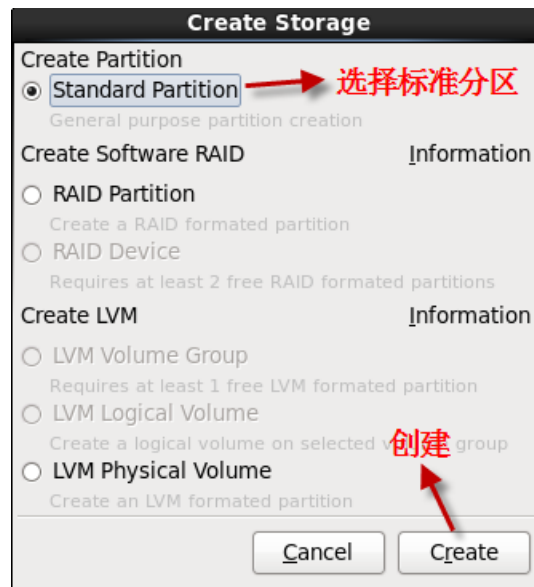 Create Storage
Create Partition
Standard Partition 选择标准分区
General purpose partition creation
Create Software RAID Information
RAID Partition
Create a RAID formated partition
RAID Device
Requires at least 2 free RAID formated partitions
Create LVM Information
LVM Volume Group
Requires at least 1 free LVM formated partition
LVM Logical Volume
创建
Create a logical volume on selected group
LVM Physical Volume
Create an LVM formated partition
Cancel Create